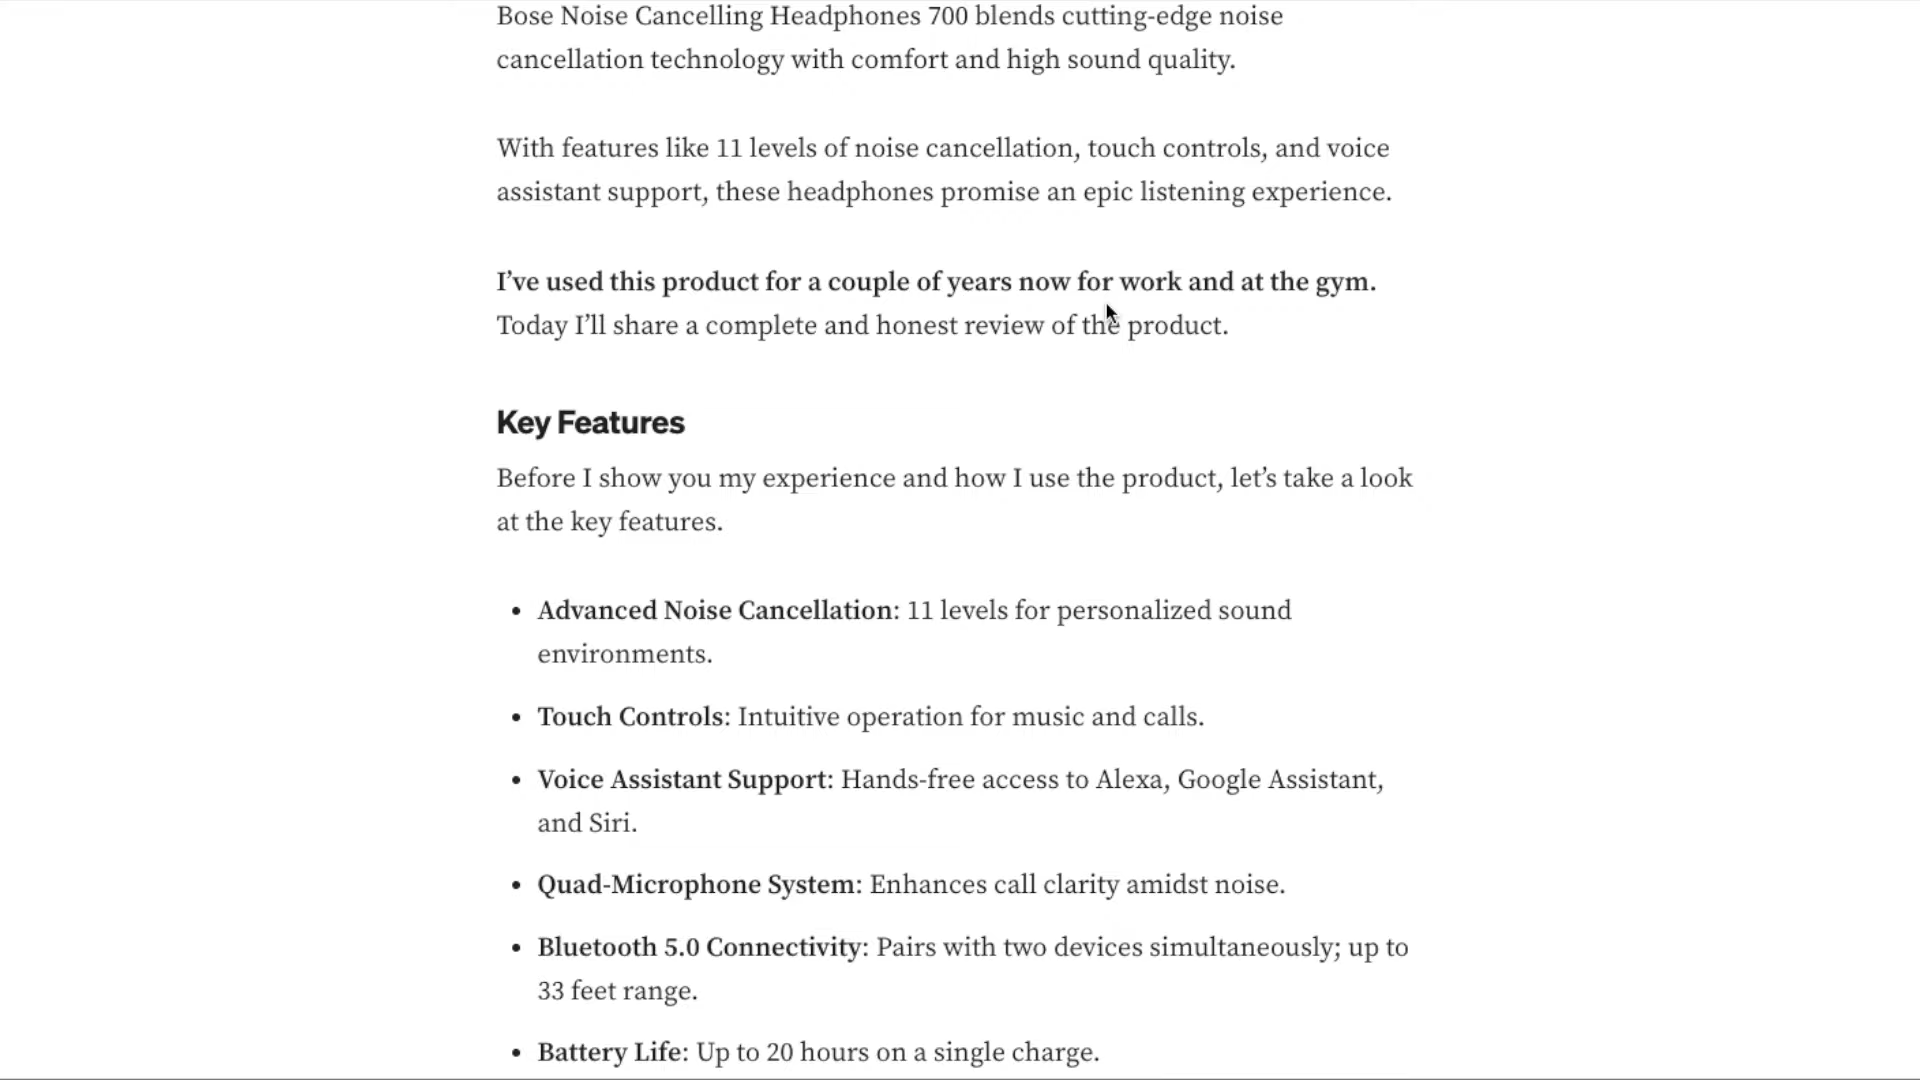 Bose Noise Cancelling Headphones 700 blends cutting-edge noise
cancellation technology with comfort and high sound quality.
With features like 11 levels of noise cancellation, touch controls, and voice
assistant support, these headphones promise an epic listening experience.
I’ve used this product for a couple of years now for work and at the gym.
Today I’ll share a complete and honest review of the product.
Key Features
Before I show you my experience and how I use the product, let’s take a look
at the key features.
• Advanced Noise Cancellation: 11 levels for personalized sound
environments.
• Touch Controls: Intuitive operation for music and calls.
• Voice Assistant Support: Hands-free access to Alexa, Google Assistant,
and Siri.
• Quad-Microphone System: Enhances call clarity amidst noise.
• Bluetooth 5.0 Connectivity: Pairs with two devices simultaneously; up to
33 feet range.
• Battery Life: Up to 20 hours on a single charge.